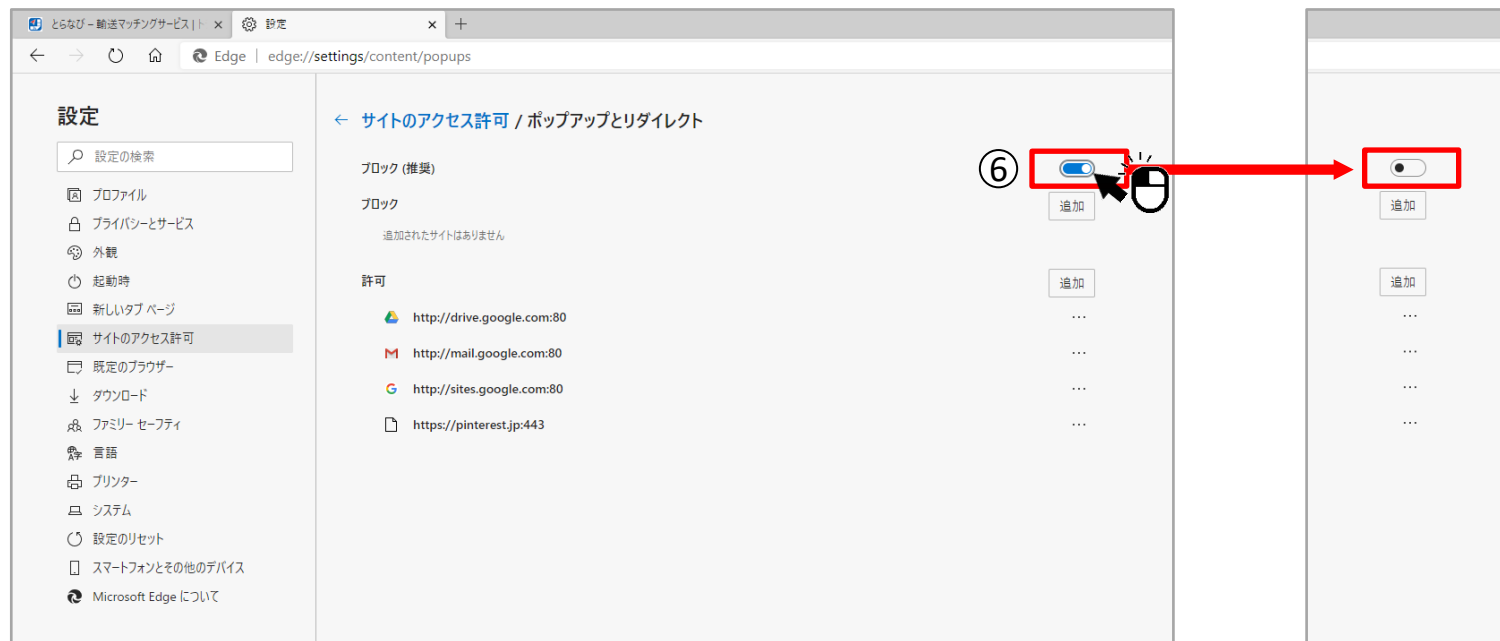 とらなび – 輸送マッチングサービス | ト
設定
Edge | edge://settings/content/popups
設定
設定の検索
プロファイル
プライバシーとサービス
外観
起動時
新しいタブ ページ
サイトのアクセス許可
既定のブラウザー
ダウンロード
ファミリー セーフティ
言語
プリンター
システム
設定のリセット
スマートフォンとその他のデバイス
Microsoft Edge について
← サイトのアクセス許可 / ポップアップとリダイレクト
ブロック (推奨)
⑥
ブロック
追加
追加されたサイトはありません
許可
追加
http://drive.google.com:80
http://mail.google.com:80
http://sites.google.com:80
https://pinterest.jp:443
追加
追加